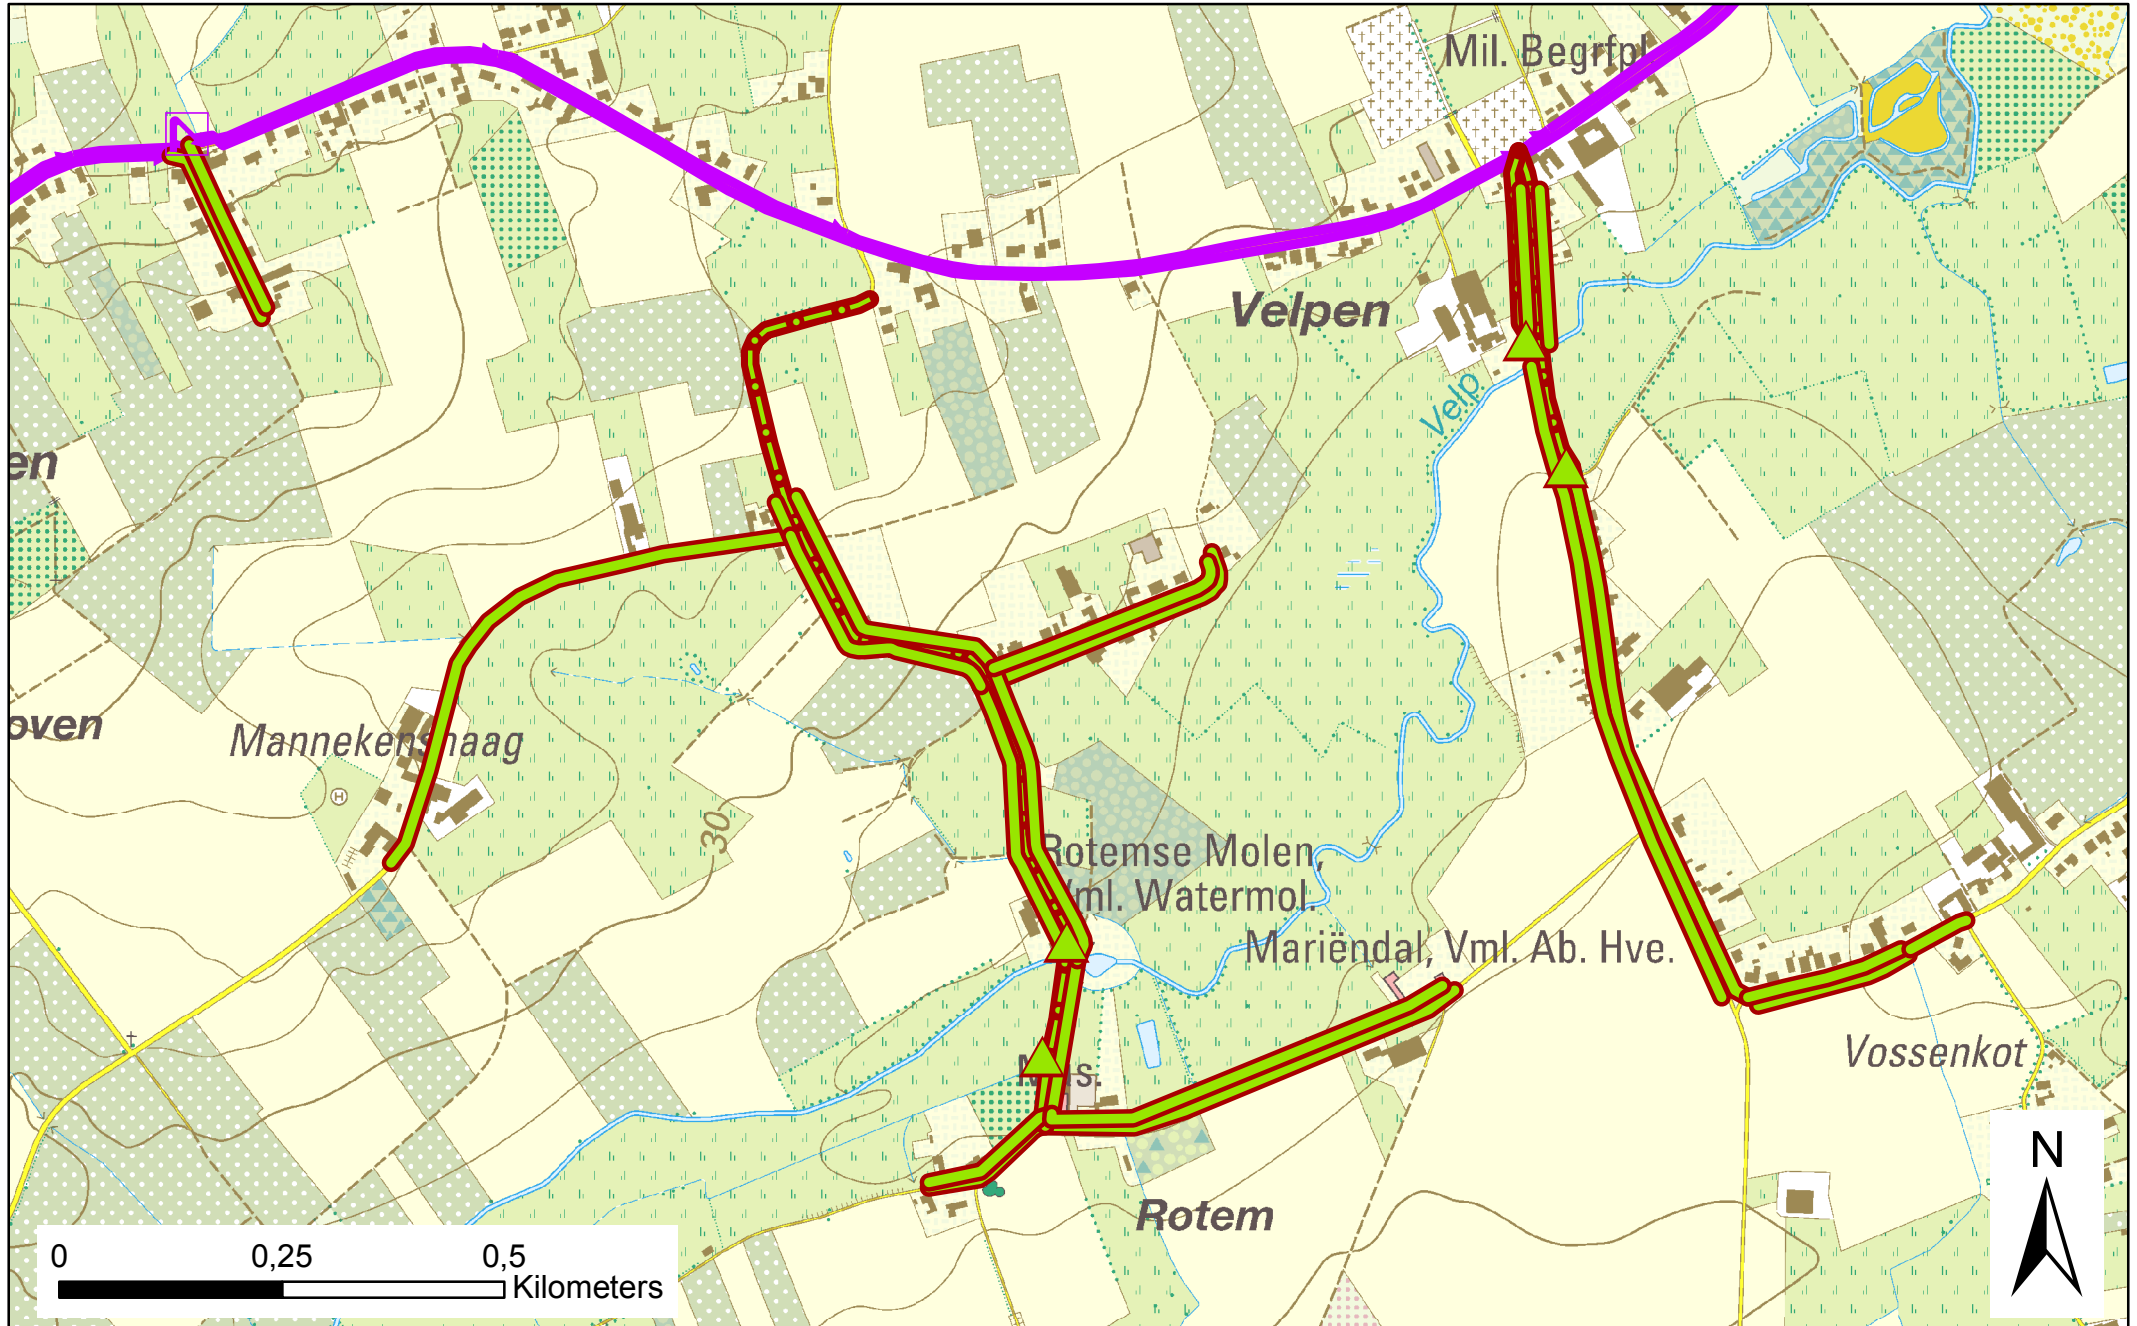 Mil. Begrfpl
Velpen
Velp
en
oven
Mannekenshaag
30
Rotemse Molen,
Vml. Watermol.
Mariëndal, Vml. Ab. Hve.
Vossenkot
Rotem
N
0 0,25 0,5
Kilometers